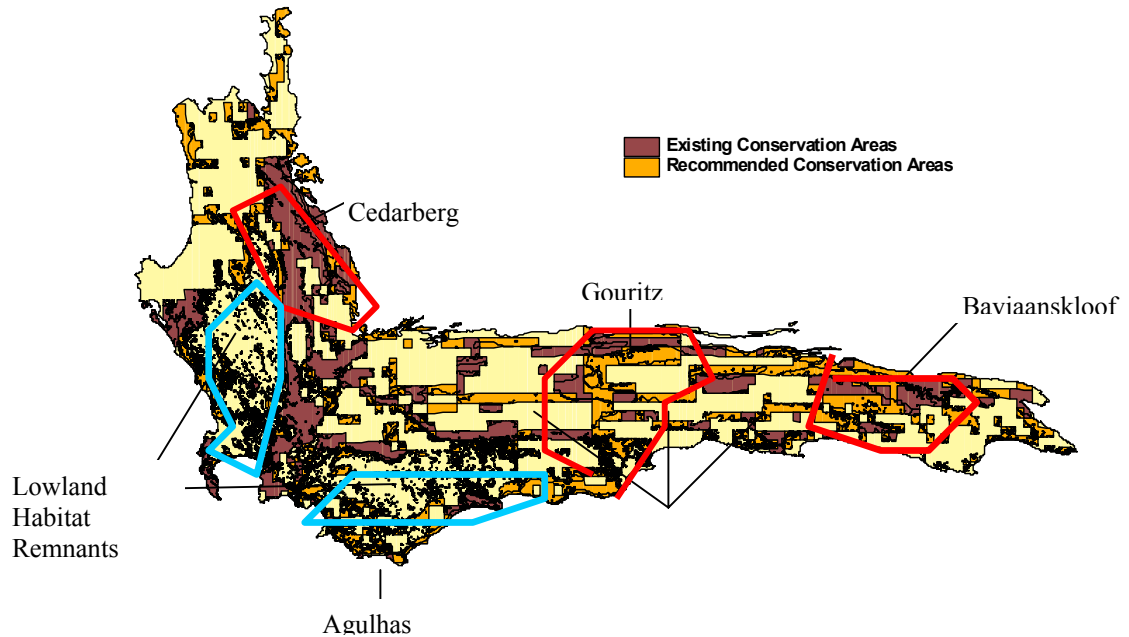 Existing Conservation Areas
Recommended Conservation Areas
Cedarberg
Gouritz
Baviaanskloof
Lowland
Habitat
Remnants
Agulhas